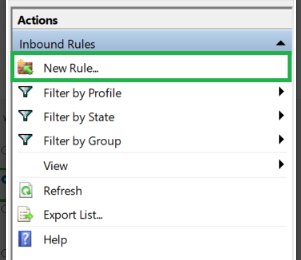 Actions
Inbound Rules
New Rule...
Filter by Profile
Filter by State
Filter by Group
View
Refresh
Export List...
Help